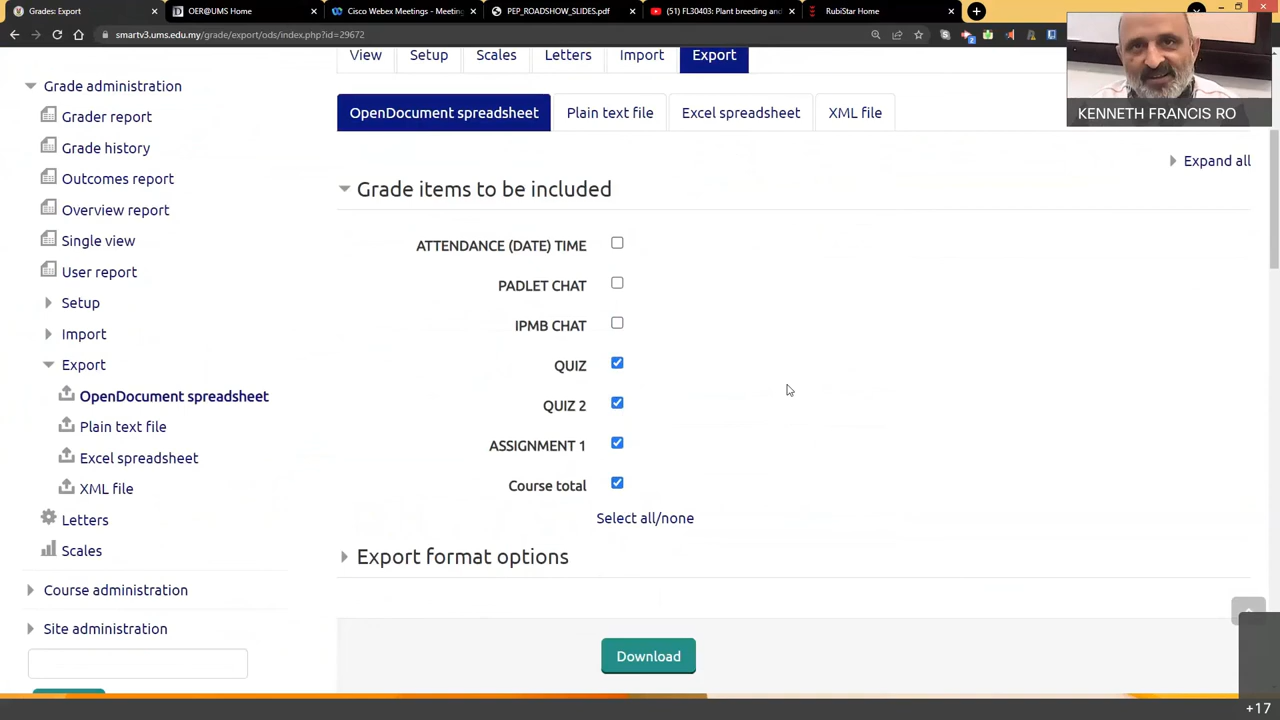 Grades: Export
OER@UMS Home
Cisco Webex Meetings - Meeting
PEP_ROADSHOW_SLIDES.pdf
(51) FL30403: Plant breeding and
RubiStar Home
smartv3.ums.edu.my/grade/export/ods/index.php?id=29672
View
Setup
Scales
Letters
Import
Export
KENNETH FRANCIS RO
OpenDocument spreadsheet
Plain text file
Excel spreadsheet
XML file
Expand all
Grade administration
Grader report
Grade history
Outcomes report
Overview report
Single view
User report
Setup
Import
Export
OpenDocument spreadsheet
Plain text file
Excel spreadsheet
XML file
Letters
Scales
Course administration
Site administration
Grade items to be included
ATTENDANCE (DATE) TIME
PADLET CHAT
IPMB CHAT
QUIZ
QUIZ 2
ASSIGNMENT 1
Course total
Select all/none
Export format options
Download
+17